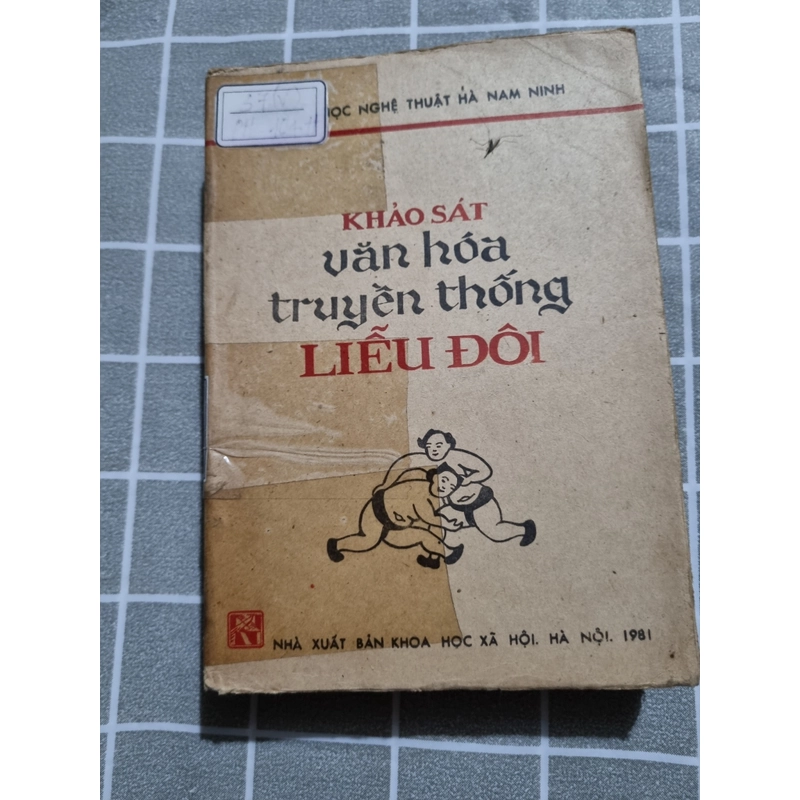 HỌC NGHỆ THUẬT HÀ NAM NINH
KHẢO SÁT
văn hóa
truyền thống
LIỄU ĐÔI
NHÀ XUẤT BẢN KHOA HỌC XÃ HỘI. HÀ NỘI. 1981